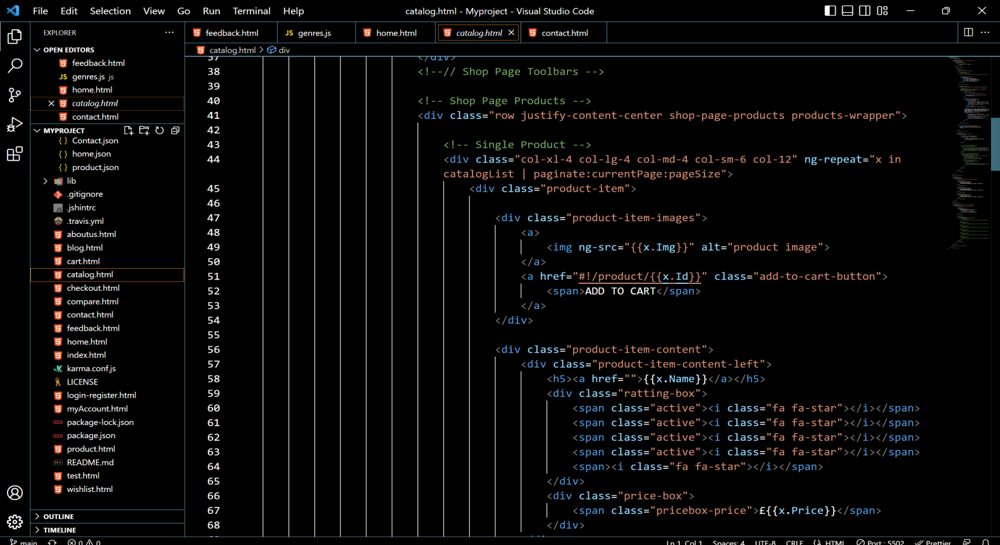 File Edit Selection View Go Run Terminal Help
catalog.html - Myproject - Visual Studio Code
EXPLORER
OPEN EDITORS
feedback.html
JS genres.js js
home.html
catalog.html
contact.html
MYPROJECT
{ } Contact.json
{ } home.json
{ } product.json
lib
.gitignore
JS .jshintrc
.travis.yml
aboutus.html
blog.html
cart.html
catalog.html
checkout.html
compare.html
contact.html
feedback.html
home.html
index.html
karma.conf.js
LICENSE
login-register.html
myAccount.html
package-lock.json
package.json
product.html
README.md
test.html
wishlist.html
OUTLINE
TIMELINE
feedback.html JS genres.js home.html catalog.html contact.html
catalog.html > div
37 </div>
38 <!--// Shop Page Toolbars -->
39
40 <!-- Shop Page Products -->
41 <div class="row justify-content-center shop-page-products products-wrapper">
42
43 <!-- Single Product -->
44 <div class="col-xl-4 col-lg-4 col-md-4 col-sm-6 col-12" ng-repeat="x in
catalogList | paginate:currentPage:pageSize">
45 <div class="product-item">
46
47 <div class="product-item-images">
48 <a>
49 <img ng-src="{{x.Img}}" alt="product image">
50 </a>
51 <a href="#!/product/{{x.Id}}" class="add-to-cart-button">
52 <span>ADD TO CART</span>
53 </a>
54 </div>
55
56 <div class="product-item-content">
57 <div class="product-item-content-left">
58 <h5><a href="">{{x.Name}}</a></h5>
59 <div class="ratting-box">
60 <span class="active"><i class="fa fa-star"></i></span>
61 <span class="active"><i class="fa fa-star"></i></span>
62 <span class="active"><i class="fa fa-star"></i></span>
63 <span class="active"><i class="fa fa-star"></i></span>
64 <span><i class="fa fa-star"></i></span>
65 </div>
66 <div class="price-box">
67 <span class="pricebox-price">£{{x.Price}}</span>
68 </div>
main 0 0 Ln 1, Col 1 Spaces: 4 UTF-8 CRLF HTML Port : 5502 Prettier